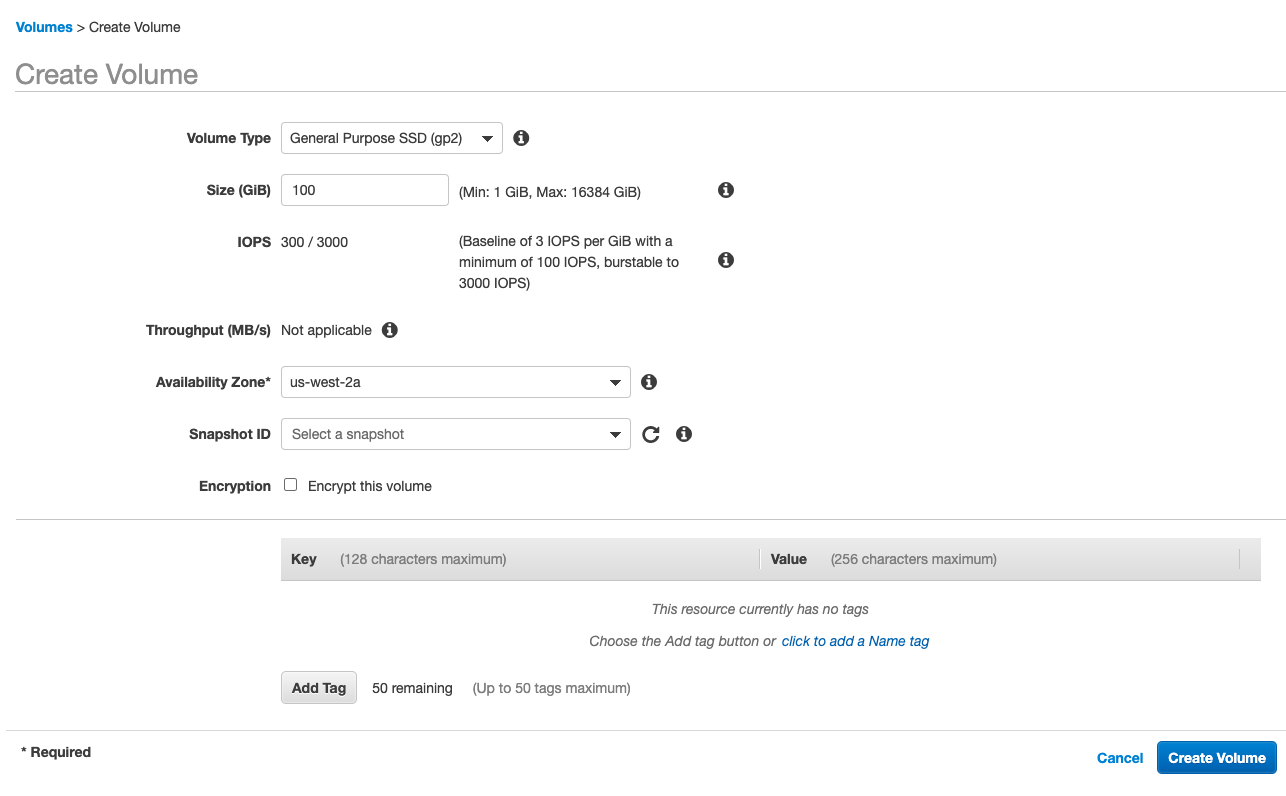 Volumes > Create Volume
Create Volume
Volume Type General Purpose SSD (gp2)
Size (GiB) 100 (Min: 1 GiB, Max: 16384 GiB)
IOPS 300 / 3000 (Baseline of 3 IOPS per GiB with a
minimum of 100 IOPS, burstable to
3000 IOPS)
Throughput (MB/s) Not applicable
Availability Zone* us-west-2a
Snapshot ID Select a snapshot
Encryption Encrypt this volume
Key (128 characters maximum) Value (256 characters maximum)
This resource currently has no tags
Choose the Add tag button or click to add a Name tag
Add Tag 50 remaining (Up to 50 tags maximum)
* Required
Cancel Create Volume